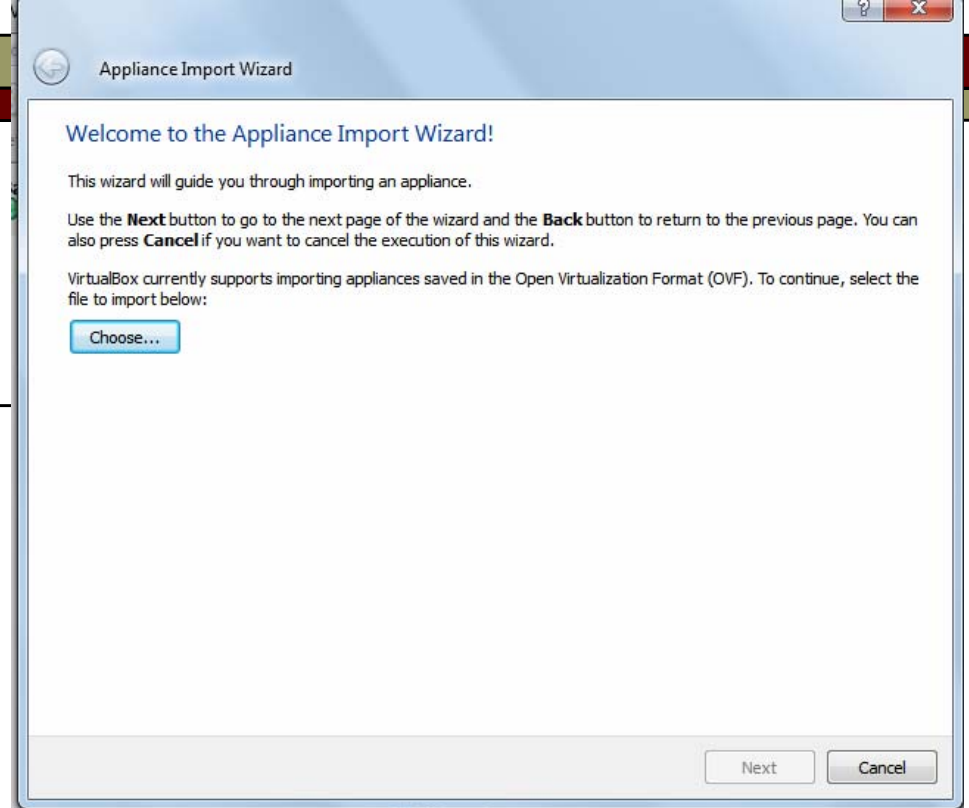 Appliance Import Wizard
Welcome to the Appliance Import Wizard!
This wizard will guide you through importing an appliance.
Use the Next button to go to the next page of the wizard and the Back button to return to the previous page. You can
also press Cancel if you want to cancel the execution of this wizard.
VirtualBox currently supports importing appliances saved in the Open Virtualization Format (OVF). To continue, select the
file to import below:
Choose...
Next
Cancel